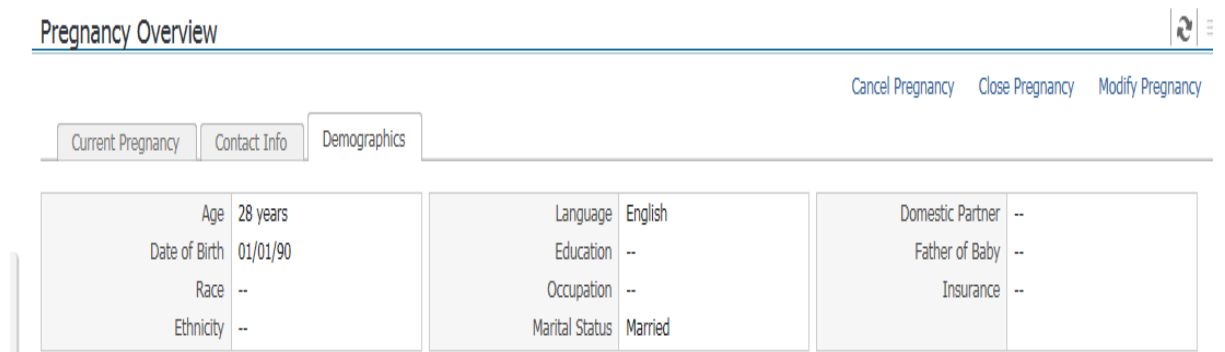 Pregnancy Overview
Cancel Pregnancy Close Pregnancy Modify Pregnancy
Current Pregnancy Contact Info Demographics
Age 28 years Language English Domestic Partner --
Date of Birth 01/01/90 Education -- Father of Baby --
Race -- Occupation -- Insurance --
Ethnicity -- Marital Status Married